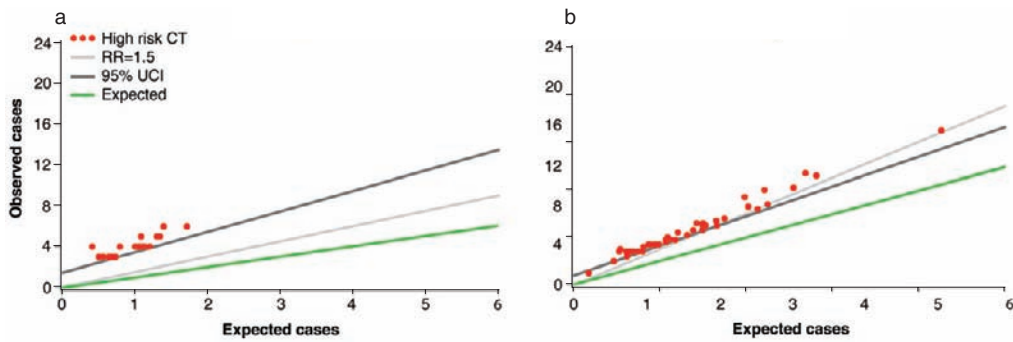 a
b
High risk CT
RR=1.5
95% UCI
Expected
Observed cases
24
20
16
12
8
4
0
0 1 2 3 4 5 6
Expected cases
24
20
16
12
8
4
0
0 1 2 3 4 5 6
Expected cases